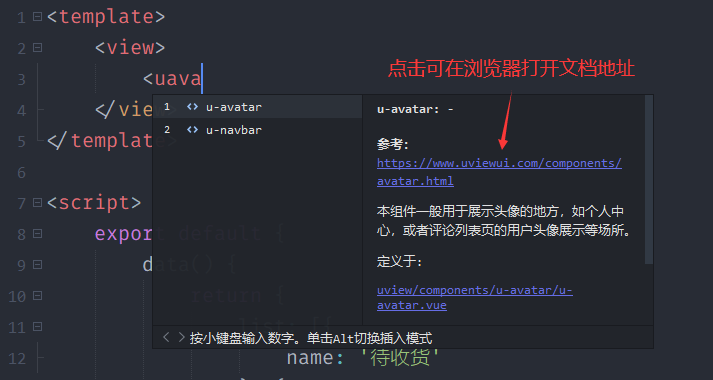 1 <template>
2 <view>
3 <uava
点击可在浏览器打开文档地址
4 </view
5 </template>
7 <script>
8 export default {
9 data() {
10 return {
11
12 name: '待收货'
1 <> u-avatar
2 <> u-navbar
u-avatar: -
参考:
https://www.uviewui.com/components/
avatar.html
本组件一般用于展示头像的地方，如个人中
心，或者评论列表页的用户头像展示等场所。
定义于:
uview/components/u-avatar/u-
avatar.vue
< > 按小键盘输入数字。单击Alt切换插入模式